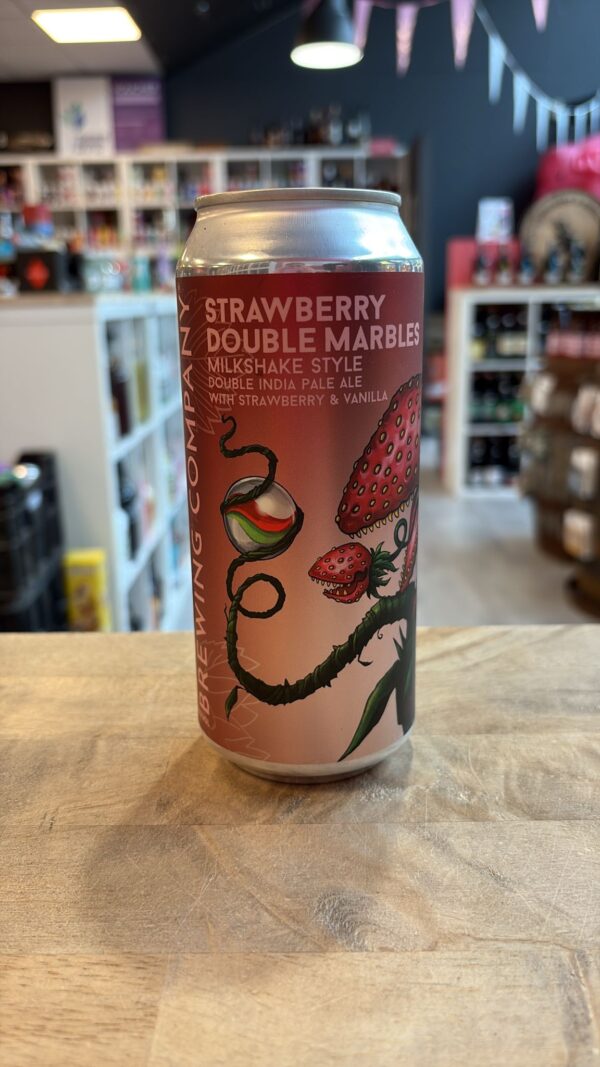 STRAWBERRY
DOUBLE MARBLES
MILKSHAKE STYLE
DOUBLE INDIA PALE ALE
WITH STRAWBERRY & VANILLA
BREWING COMPANY